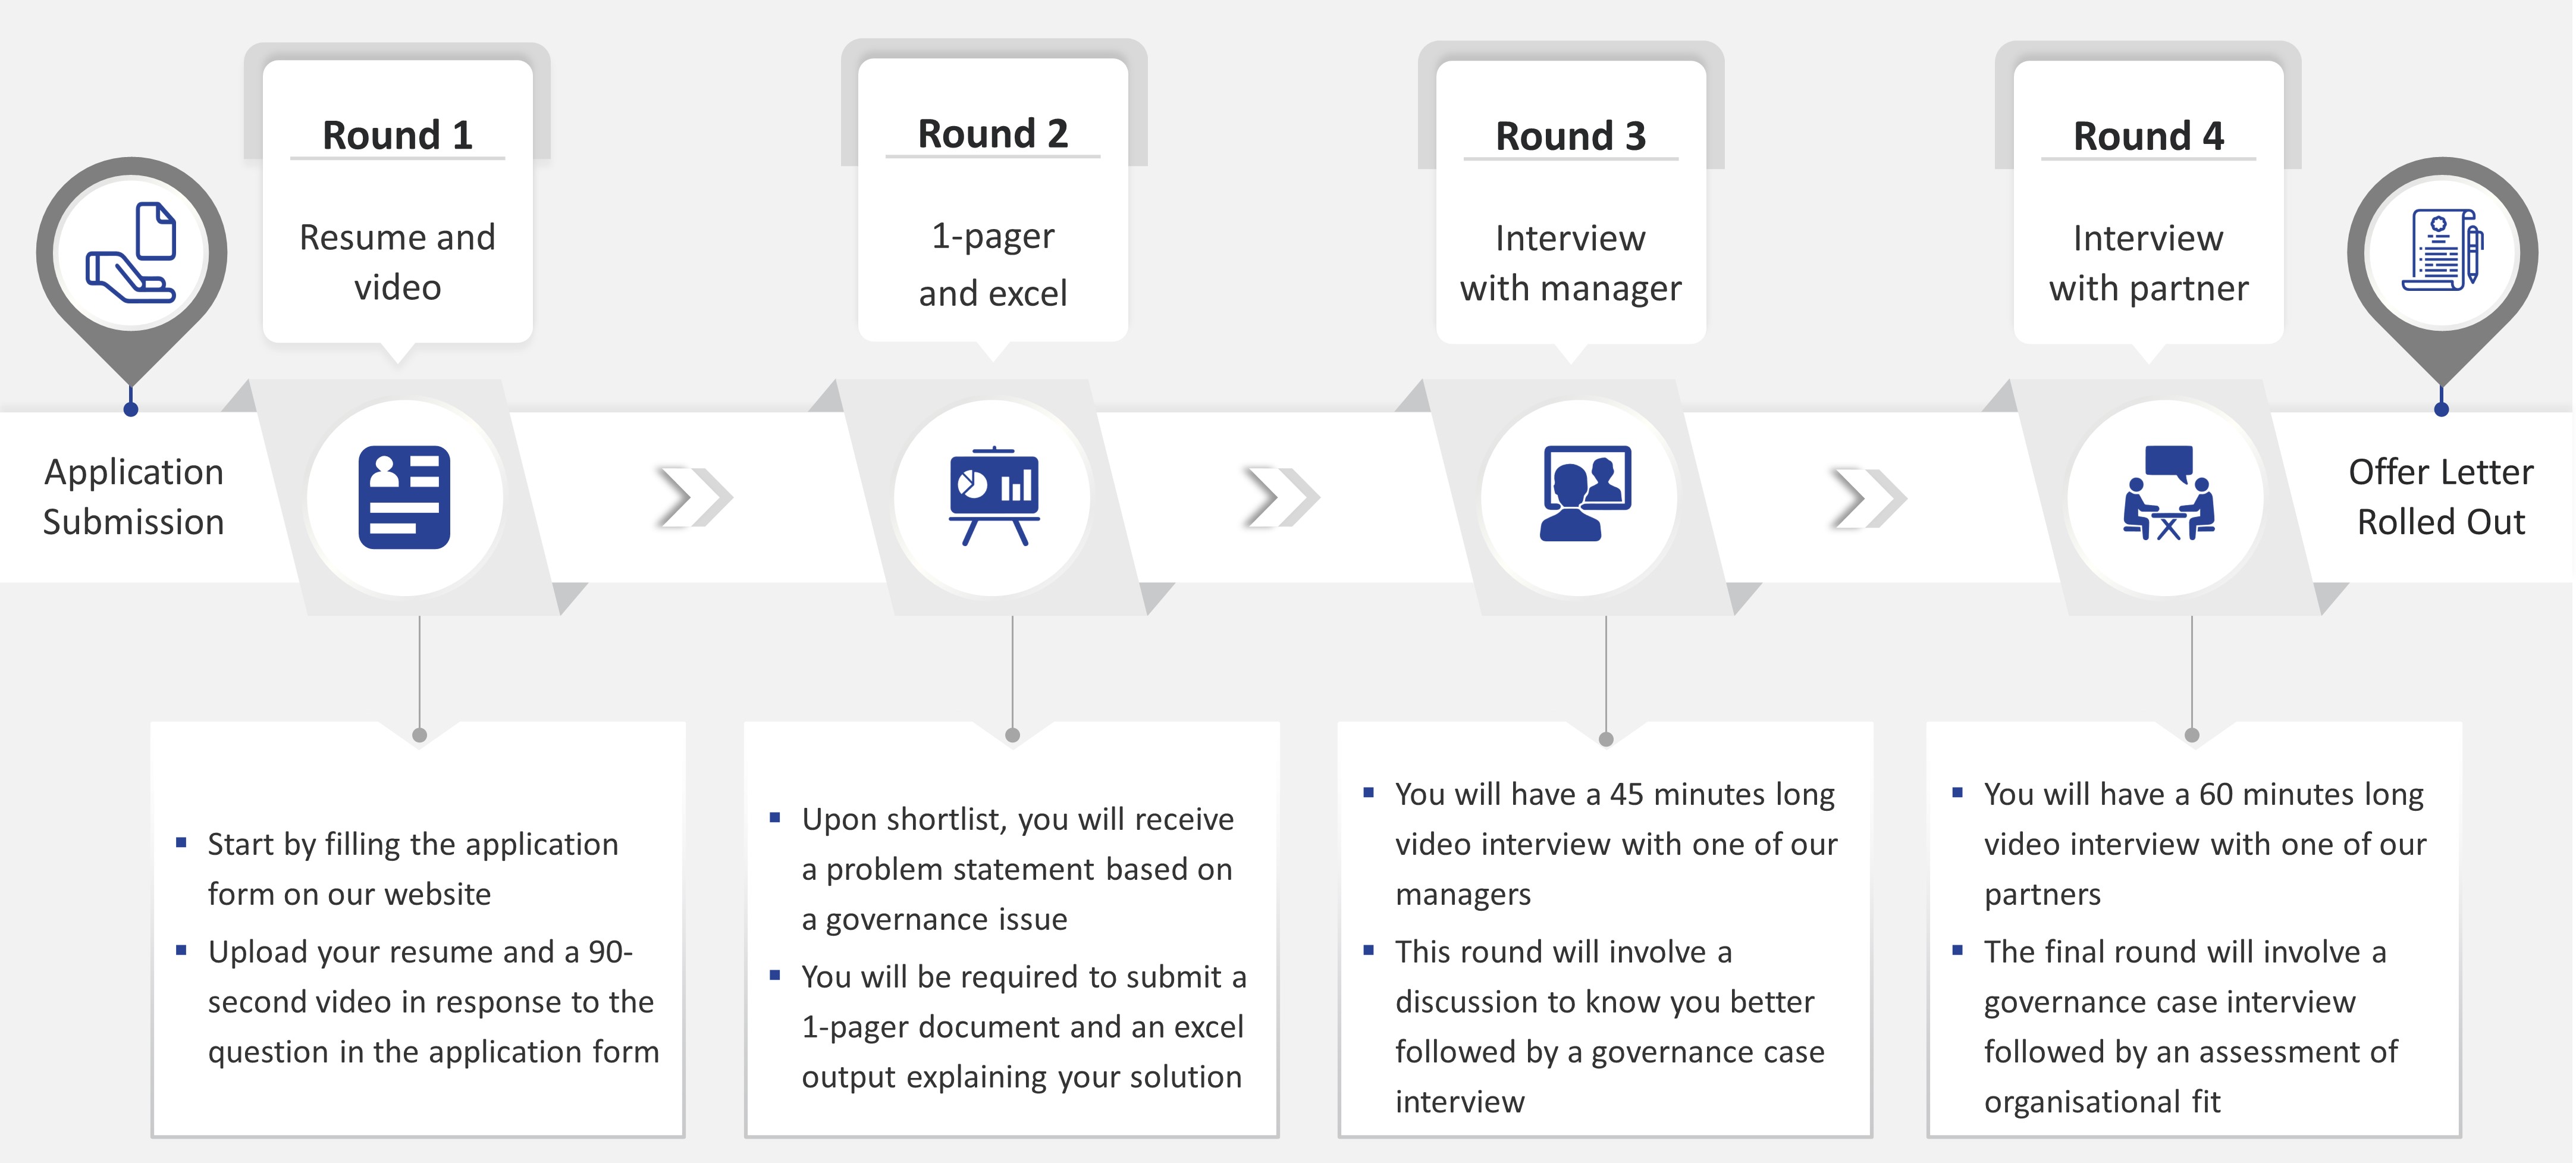 Round 1
Resume and
video
Round 2
1-pager
and excel
Round 3
Interview
with manager
Round 4
Interview
with partner
Application
Submission
Offer Letter
Rolled Out
▪ Start by filling the application
form on our website
▪ Upload your resume and a 90-
second video in response to the
question in the application form
▪ Upon shortlist, you will receive
a problem statement based on
a governance issue
▪ You will be required to submit a
1-pager document and an excel
output explaining your solution
▪ You will have a 45 minutes long
video interview with one of our
managers
▪ This round will involve a
discussion to know you better
followed by a governance case
interview
▪ You will have a 60 minutes long
video interview with one of our
partners
▪ The final round will involve a
governance case interview
followed by an assessment of
organisational fit